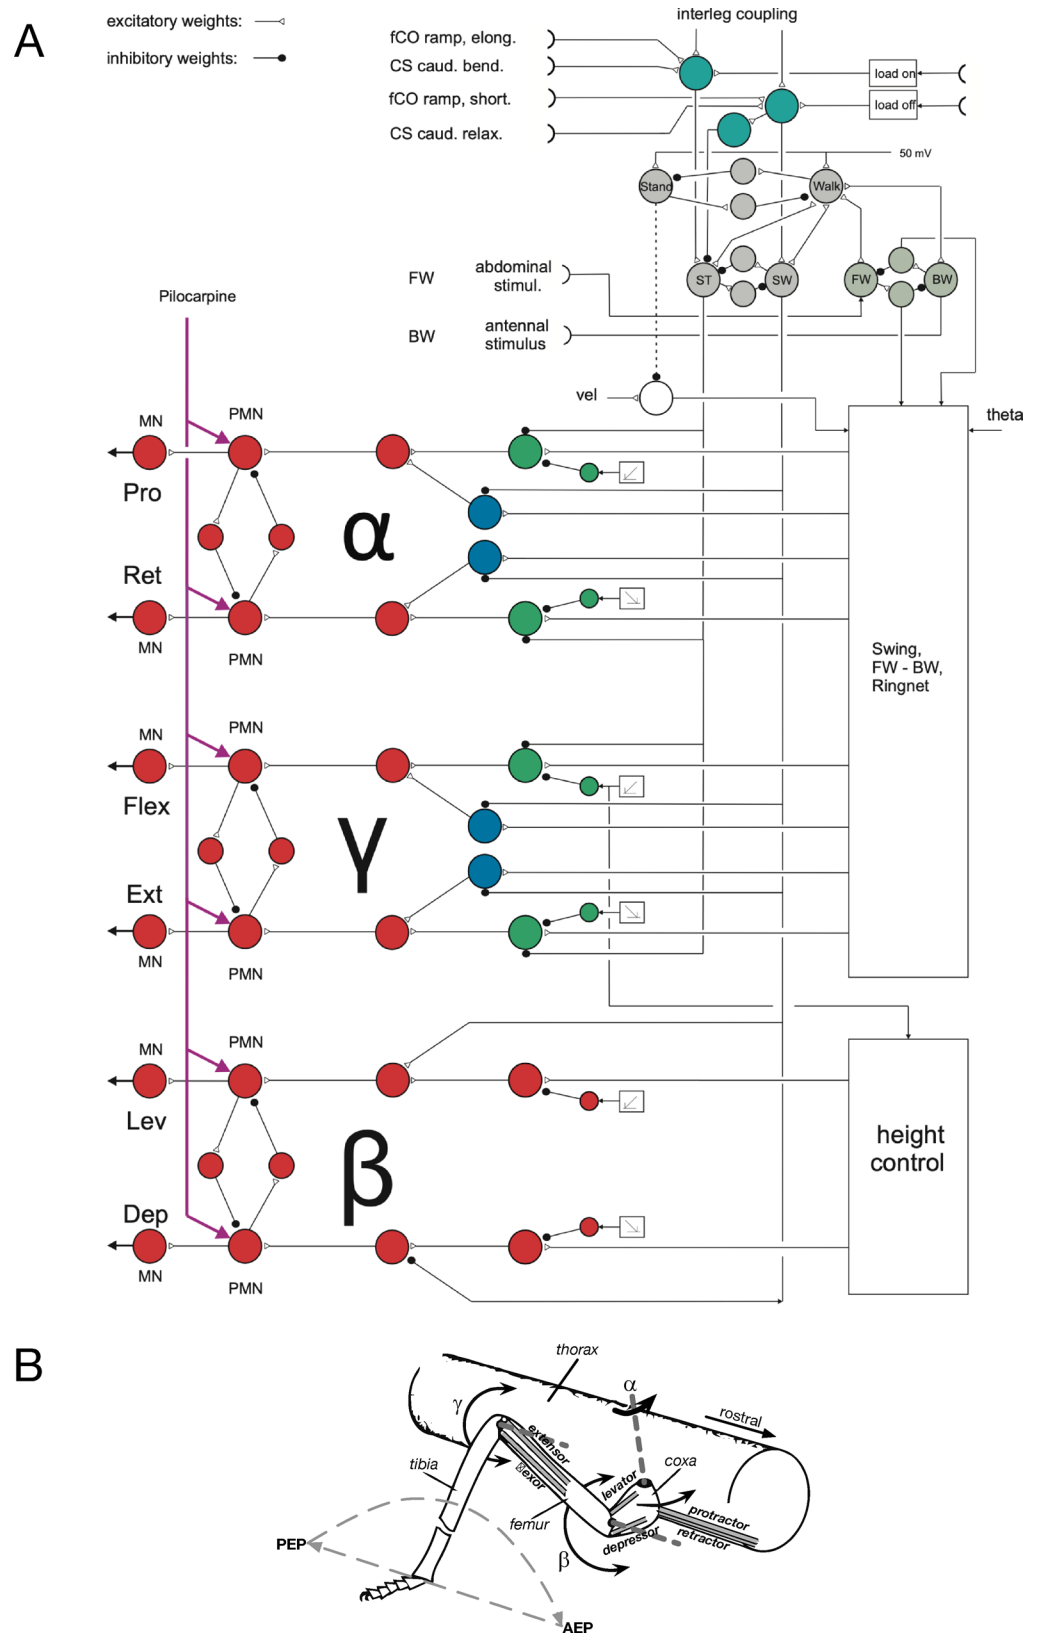 A
excitatory weights:
inhibitory weights:
interleg coupling
fCO ramp, elong.
CS caud. bend.
fCO ramp, short.
CS caud. relax.
load on
load off
50 mV
Stand
Walk
FW
abdominal
stimul.
ST
SW
FW
BW
BW
antennal
stimulus
Pilocarpine
vel
theta
MN
PMN
Pro
α
Ret
MN
PMN
Swing,
FW - BW,
Ringnet
MN
PMN
Flex
γ
Ext
MN
PMN
MN
PMN
Lev
β
height
control
Dep
MN
PMN
B
thorax
α
rostral
γ
extensor
tibia
coxa
levator
femur
protractor
retractor
depressor
PEP
β
AEP